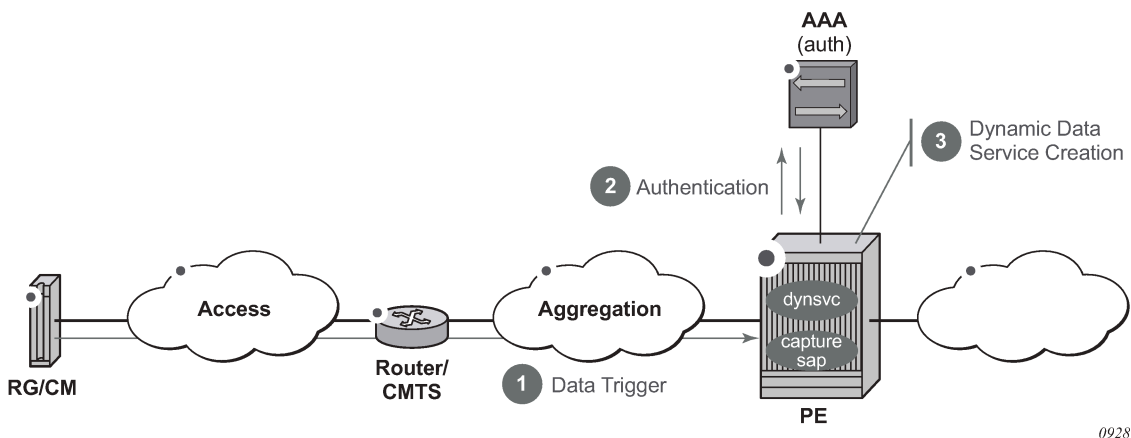 AAA
(auth)
3
Dynamic Data
Service Creation
2
Authentication
Access
Aggregation
dynsvc
capture
sap
RG/CM
Router/
CMTS
1
Data Trigger
PE
0928